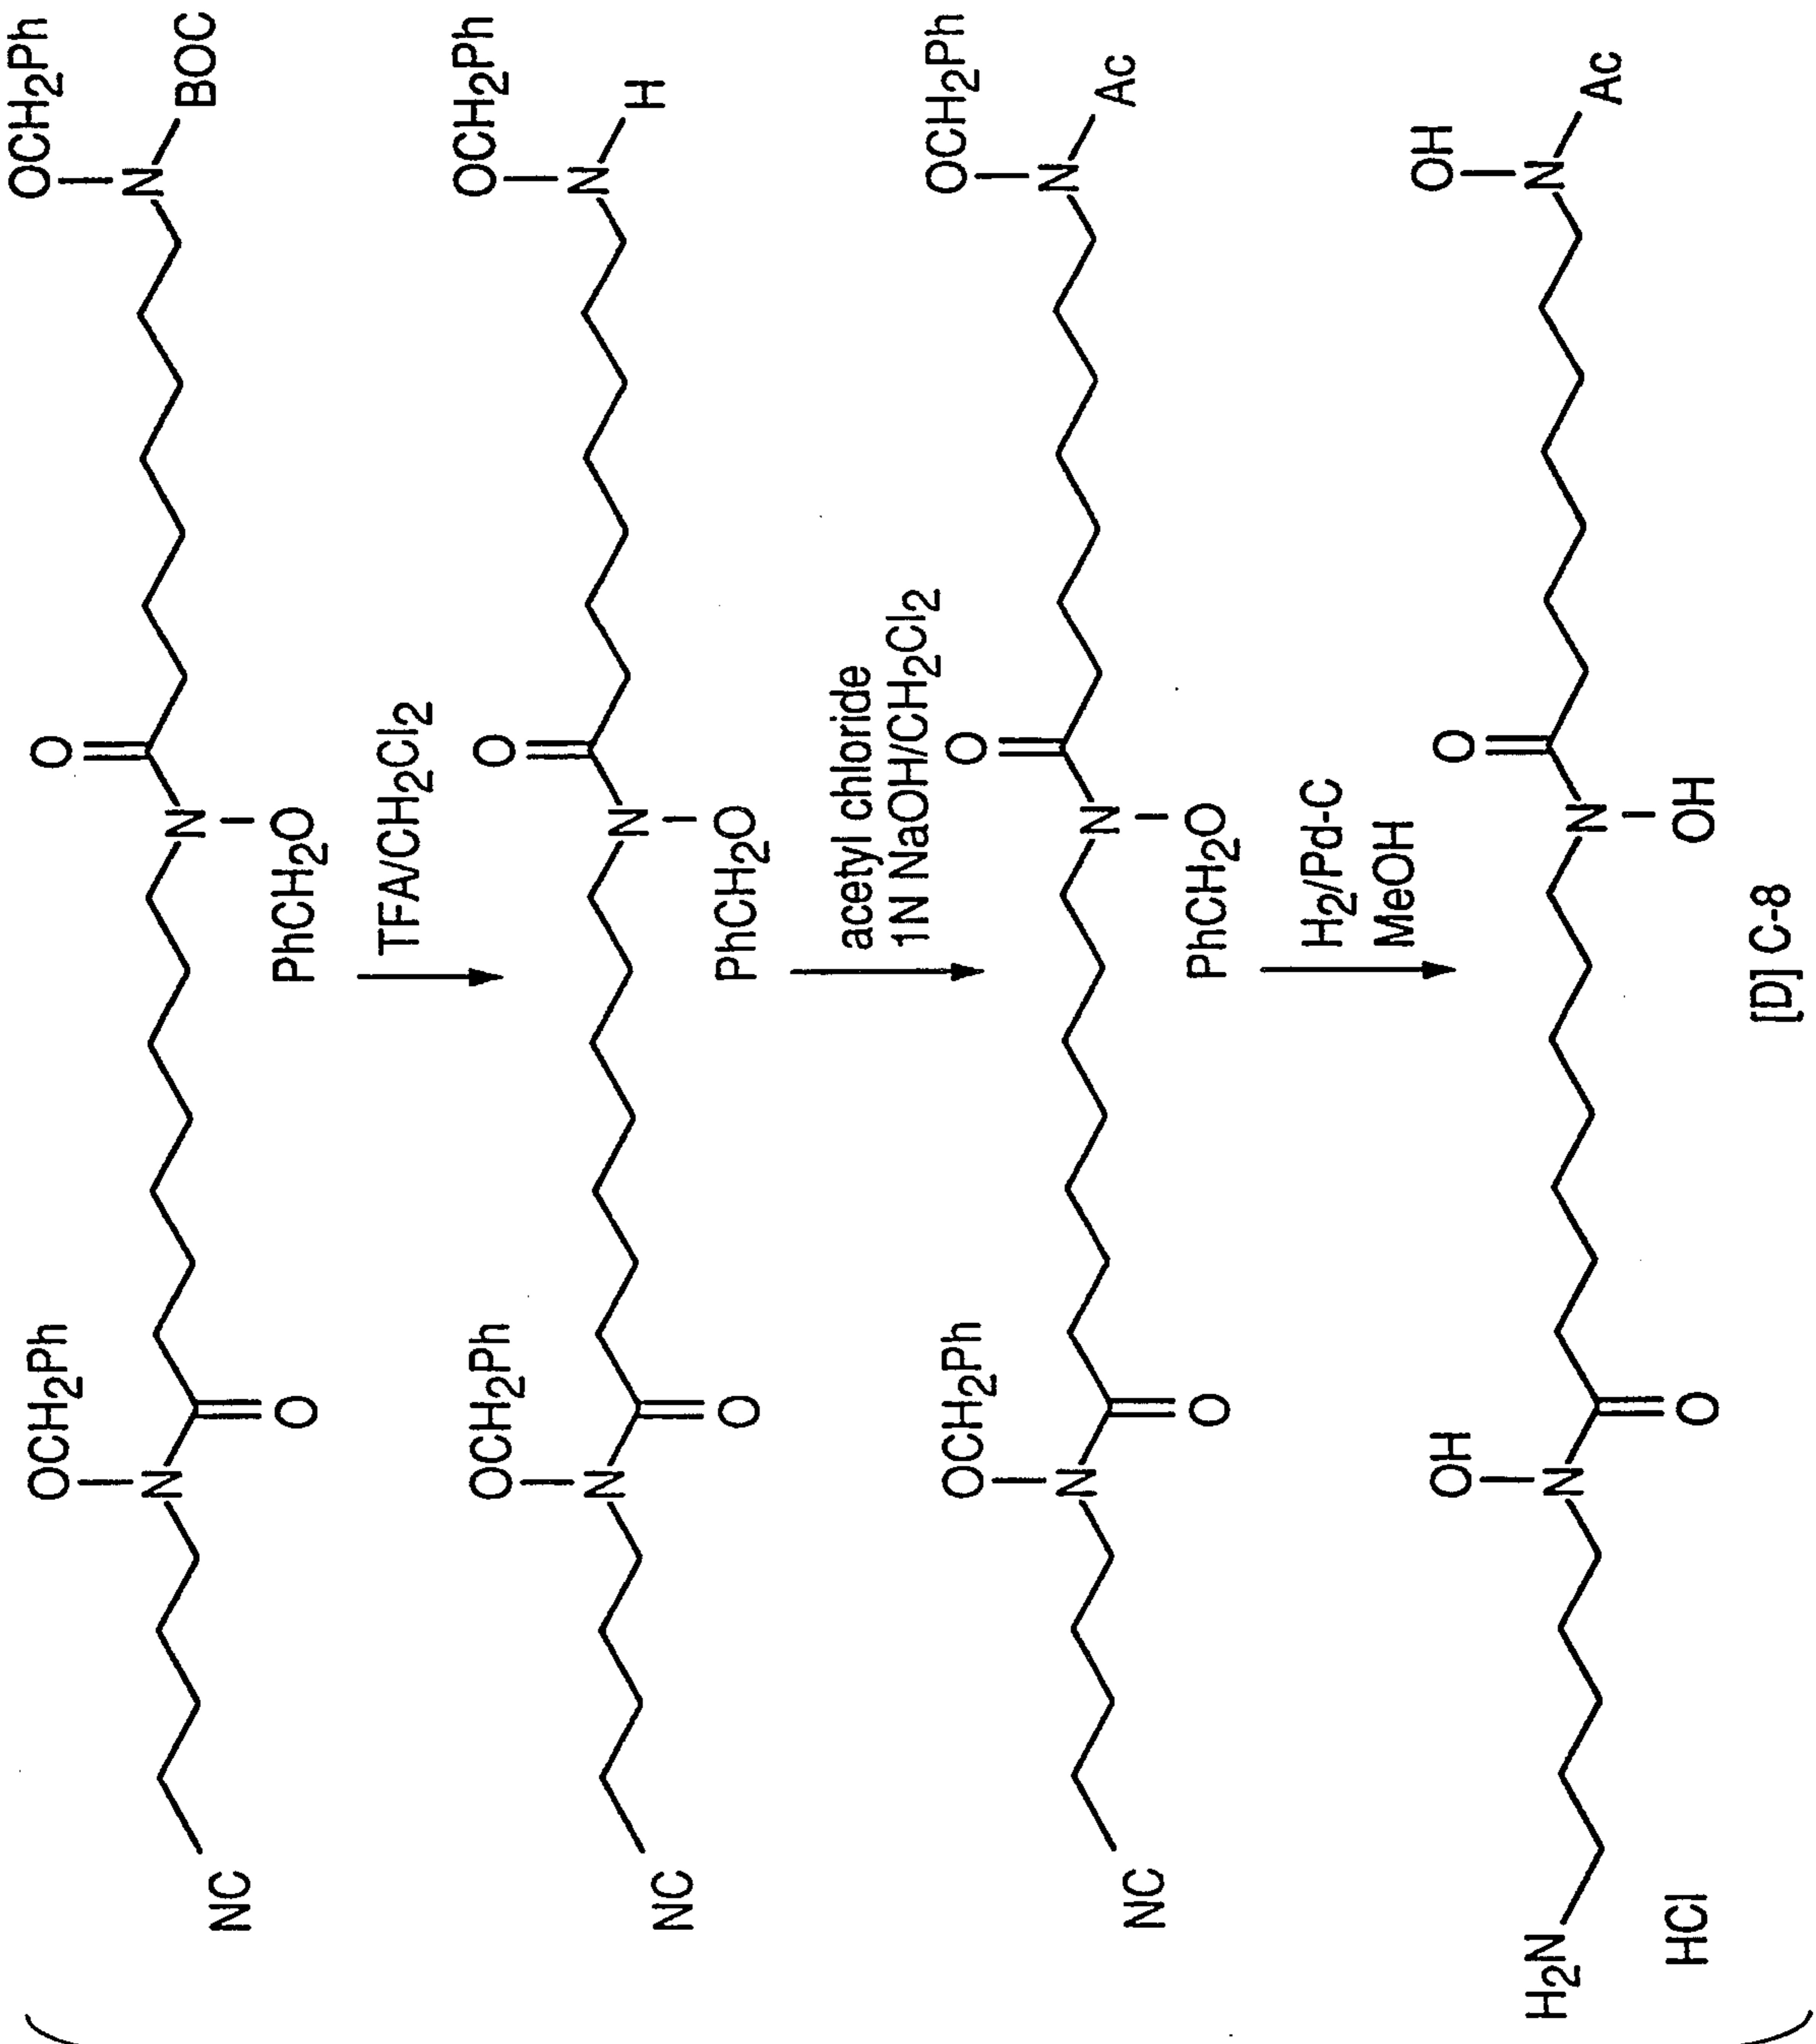 OCH₂Ph O OCH₂Ph
N N N
BOC
NC O PhCH₂O
TFA/CH₂Cl₂
OCH₂Ph O OCH₂Ph
N N N
H
NC O PhCH₂O
acetyl chloride
1N NaOH/CH₂Cl₂
OCH₂Ph O OCH₂Ph
N N N
Ac
NC O PhCH₂O
H₂/Pd-C
MeOH
OH O OH
N N N
H₂N Ac
O OH
HCl
[D] C-8